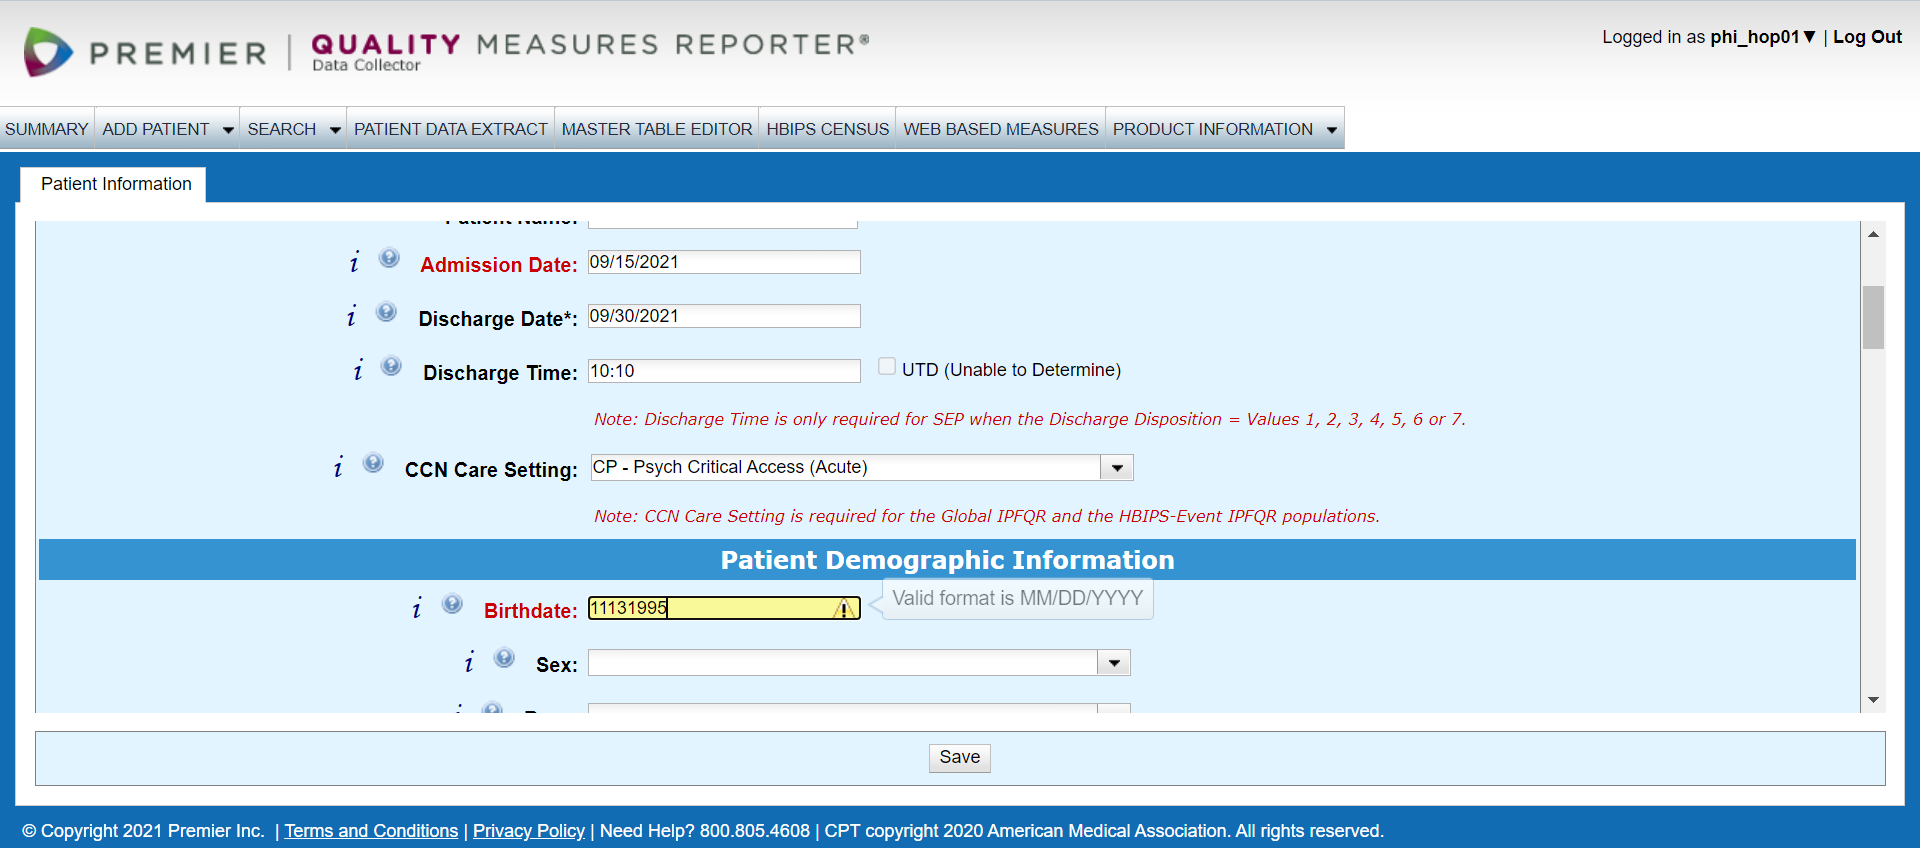 PREMIER | QUALITY MEASURES REPORTER®
Data Collector
Logged in as phi_hop01▼ | Log Out
SUMMARY ADD PATIENT SEARCH PATIENT DATA EXTRACT MASTER TABLE EDITOR HBIPS CENSUS WEB BASED MEASURES PRODUCT INFORMATION
Patient Information
Patient Name:
i ? Admission Date: 09/15/2021
i ? Discharge Date*: 09/30/2021
i ? Discharge Time: 10:10 UTD (Unable to Determine)
Note: Discharge Time is only required for SEP when the Discharge Disposition = Values 1, 2, 3, 4, 5, 6 or 7.
i ? CCN Care Setting: CP - Psych Critical Access (Acute)
Note: CCN Care Setting is required for the Global IPFQR and the HBIPS-Event IPFQR populations.
Patient Demographic Information
i ? Birthdate: 11131995 Valid format is MM/DD/YYYY
i ? Sex:
Save
© Copyright 2021 Premier Inc. | Terms and Conditions | Privacy Policy | Need Help? 800.805.4608 | CPT copyright 2020 American Medical Association. All rights reserved.